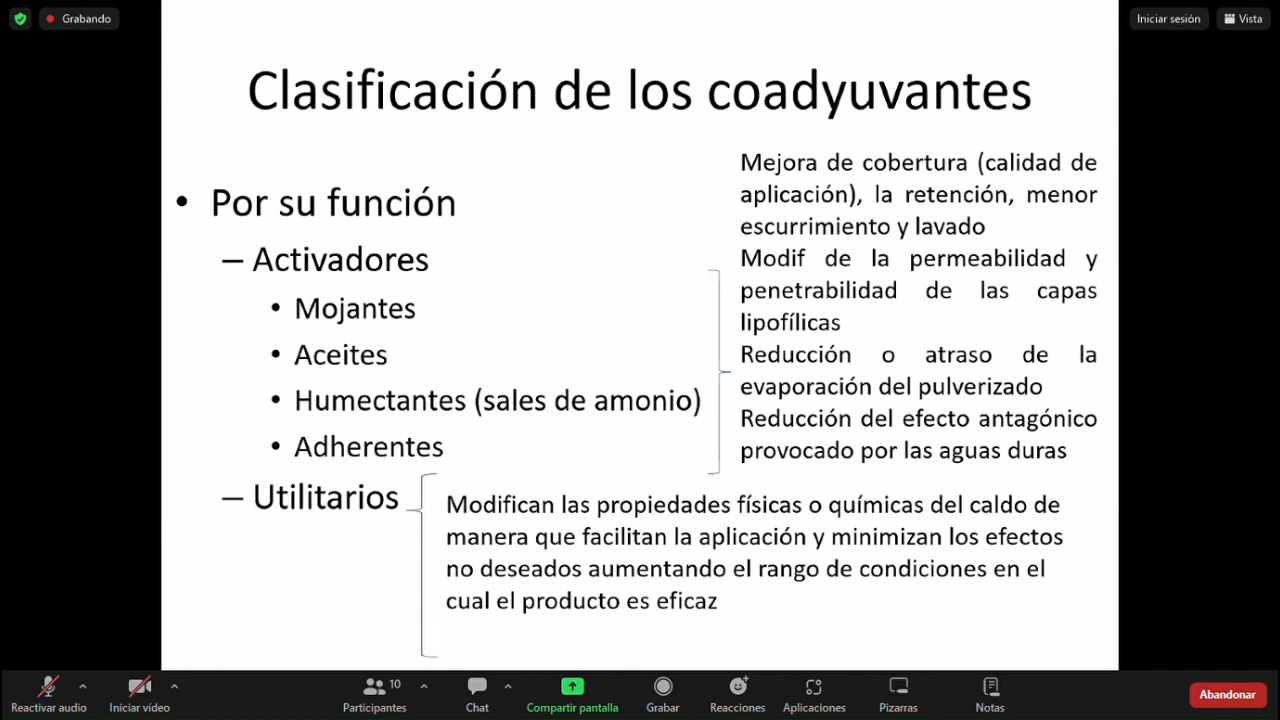 Grabando
Iniciar sesión
Vista
Clasificación de los coadyuvantes
• Por su función
– Activadores
• Mojantes
• Aceites
• Humectantes (sales de amonio)
• Adherentes
Mejora de cobertura (calidad de
aplicación), la retención, menor
escurrimiento y lavado
Modif de la permeabilidad y
penetrabilidad de las capas
lipofílicas
Reducción o atraso de la
evaporación del pulverizado
Reducción del efecto antagónico
provocado por las aguas duras
– Utilitarios
Modifican las propiedades físicas o químicas del caldo de
manera que facilitan la aplicación y minimizan los efectos
no deseados aumentando el rango de condiciones en el
cual el producto es eficaz
Reactivar audio
Iniciar vídeo
10
Participantes
Chat
Compartir pantalla
Grabar
Reacciones
Aplicaciones
Pizarras
Notas
Abandonar